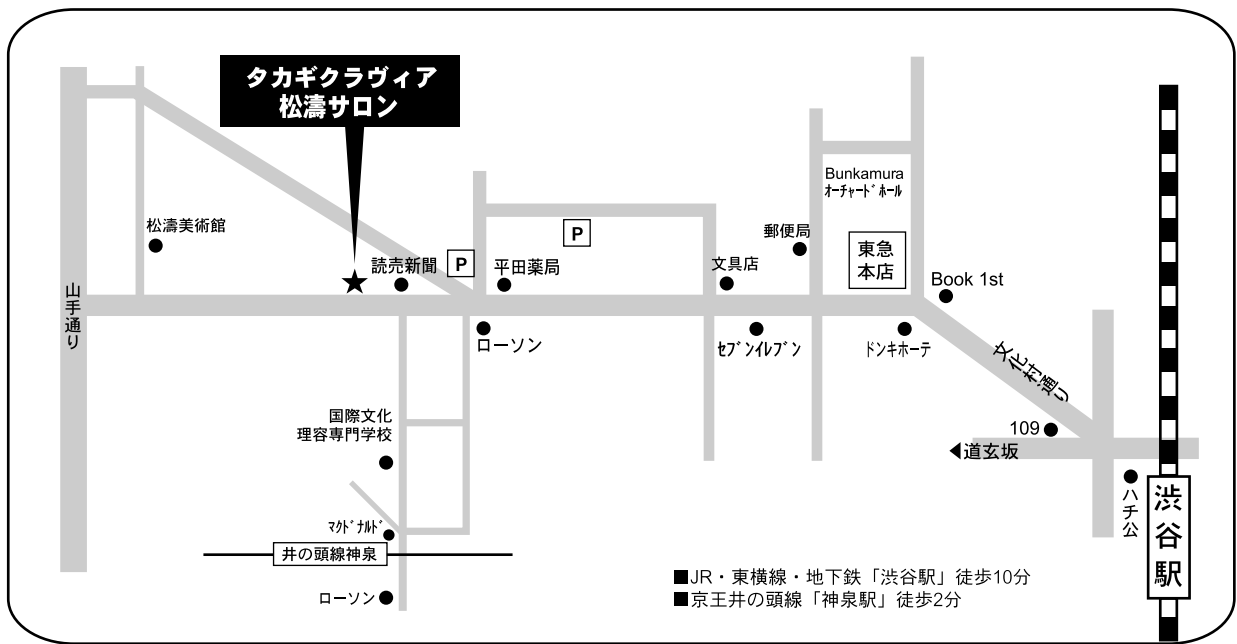 タカギクラヴィア
松濤サロン
松濤美術館
読売新聞
P
平田薬局
P
文具店
郵便局
Bunkamura
オーチャードホール
東急
本店
Book 1st
山手通り
ローソン
セブンイレブン
ドンキホーテ
文化村通り
109
道玄坂
ハチ公
渋谷駅
国際文化
理容専門学校
マクドナルド
井の頭線神泉
ローソン
■JR・東横線・地下鉄「渋谷駅」徒歩10分
■京王井の頭線「神泉駅」徒歩2分